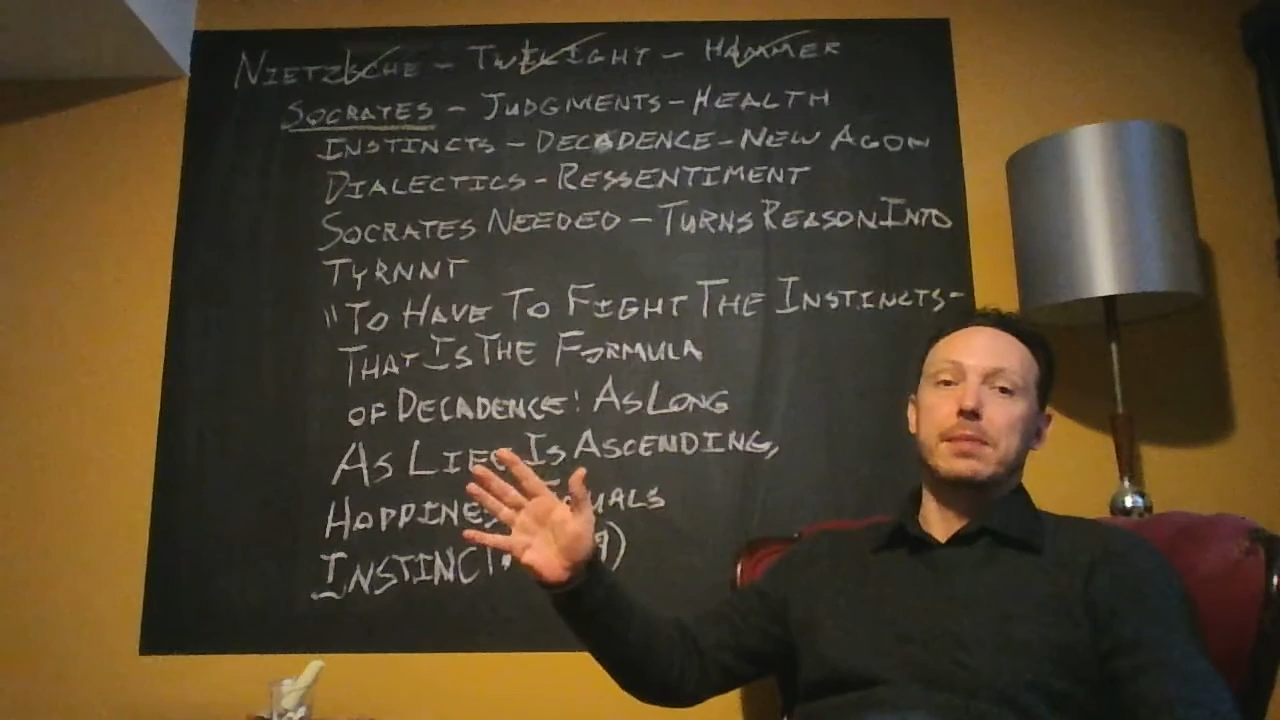 NIETZSCHE - TWILIGHT - HAMMER
SOCRATES - JUDGMENTS - HEALTH
INSTINCTS - DECADENCE - NEW AGON
DIALECTICS - RESSENTIMENT
SOCRATES NEEDED - TURNS REASON INTO
TYRNNT
"TO HAVE TO FIGHT THE INSTINCTS -
THAT IS THE FORMULA
OF DECADENCE: AS LONG
AS LIFE IS ASCENDING,
HAPPINESS
INSTINCT.